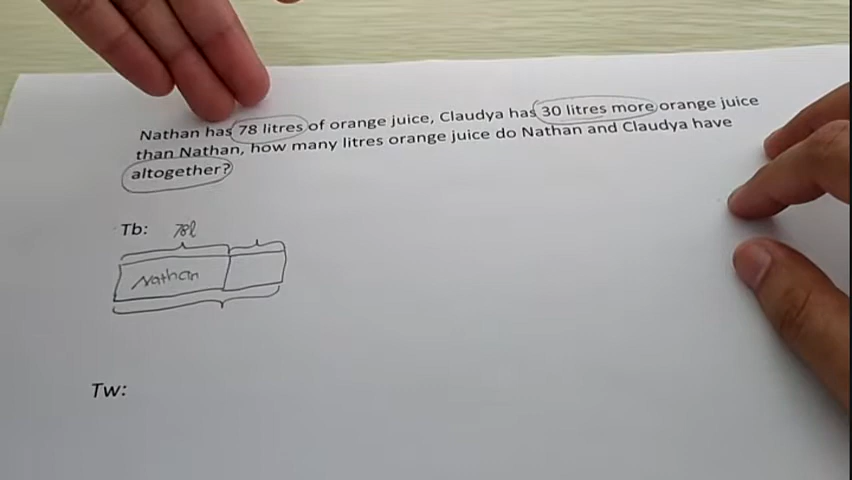 Nathan has 78 litres of orange juice, Claudya has 30 litres more orange juice
than Nathan, how many litres orange juice do Nathan and Claudya have
altogether?
Tb: 78l
Nathan
Tw: